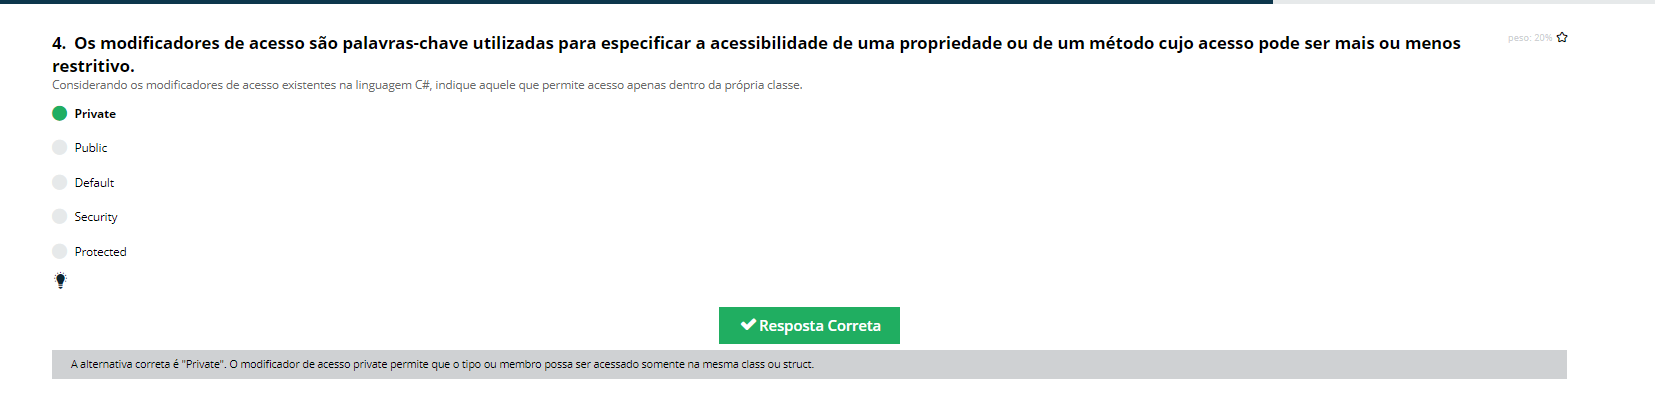 4. Os modificadores de acesso são palavras-chave utilizadas para especificar a acessibilidade de uma propriedade ou de um método cujo acesso pode ser mais ou menos
restritivo.
peso: 20%
Considerando os modificadores de acesso existentes na linguagem C#, indique aquele que permite acesso apenas dentro da própria classe.
Private
Public
Default
Security
Protected
Resposta Correta
A alternativa correta é "Private". O modificador de acesso private permite que o tipo ou membro possa ser acessado somente na mesma class ou struct.